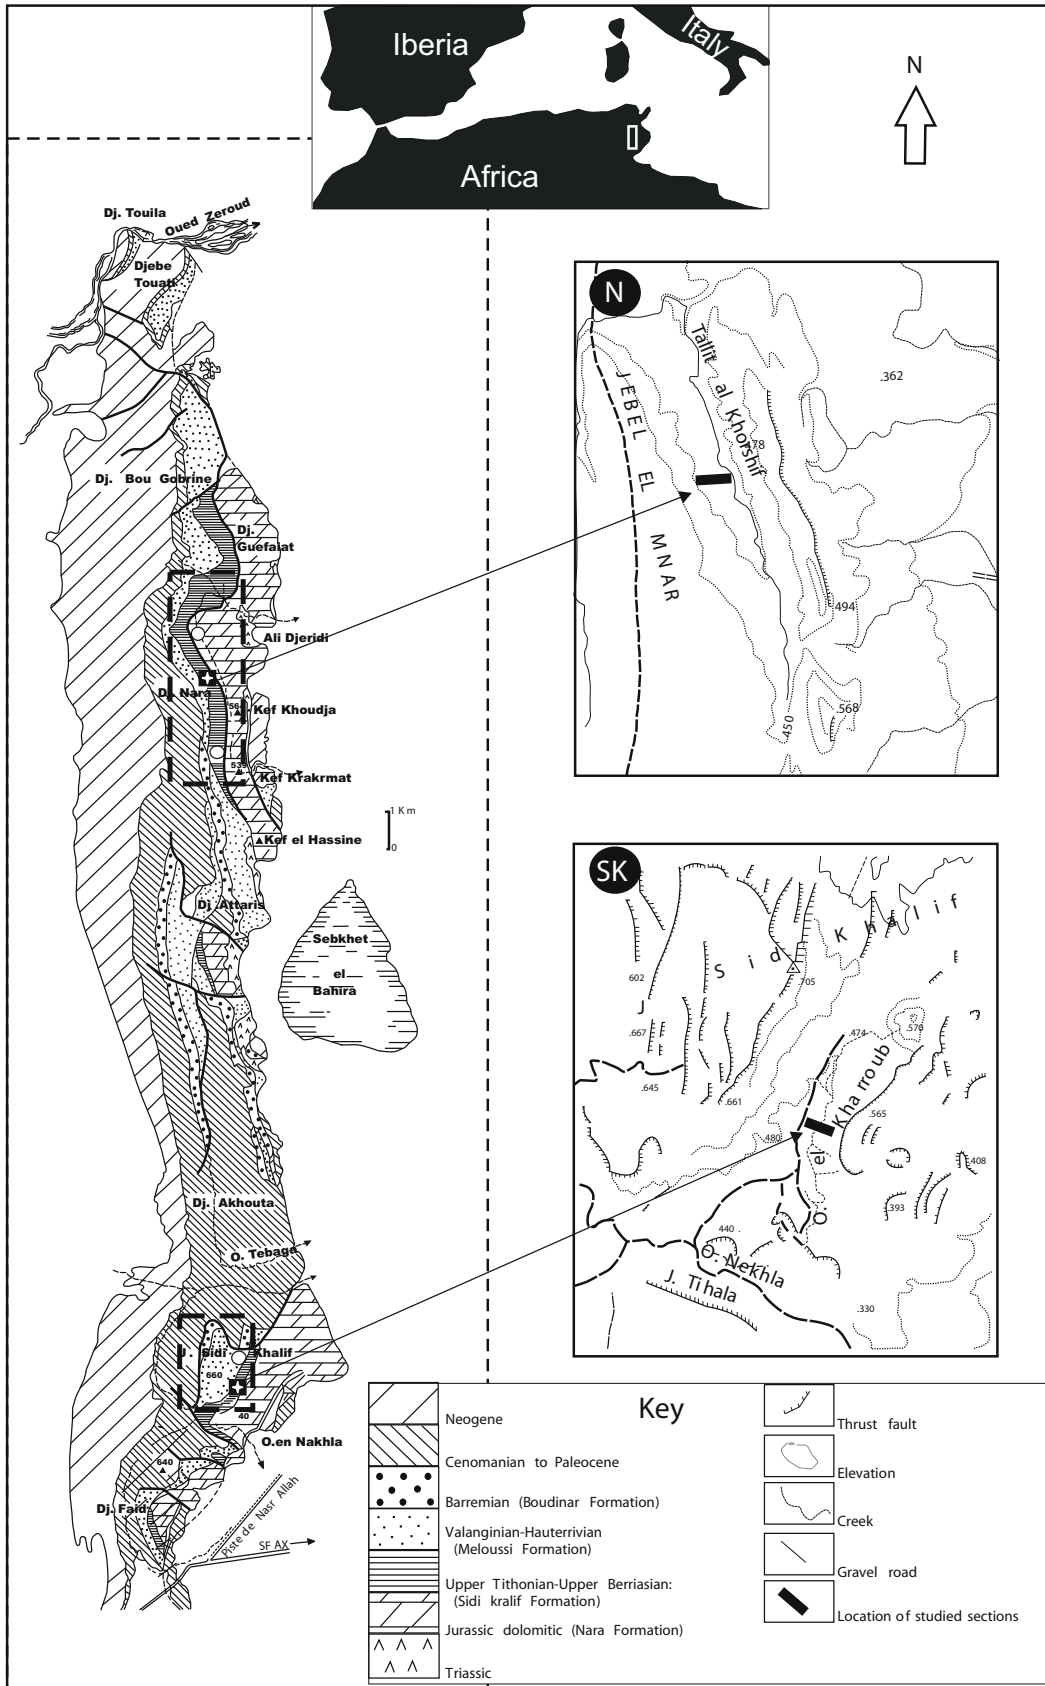 Iberia
Italy
Africa
N
Dj. Touila
Oued Zeroud
Djebe
Touati
Dj. Bou Gobrine
Dj.
Guefaiat
Ali Djeridi
Dj. Nara
564
Kef Khoudja
539
Kef Krakrmat
1 Km
0
Kef el Hassine
Dj. Attaris
Sebkhet
el
Bahira
Dj. Akhouta
O. Tebaga
J. Sidi Khalif
660
40
O.en Nakhla
640
Dj. Faid
Piste de Nasr Allah
SF AX
N
Tallit al Khorshif
JEBEL EL MNAR
.362
478
494
.568
450
SK
J Sid Khalif
602
.705
.667
.474
.570
.645
.661
.565
.480
O. el Kharroub
.408
.393
440 .
O. Nekhla
J. Tihala
.330
Key
Neogene
Cenomanian to Paleocene
Barremian (Boudinar Formation)
Valanginian-Hauterrivian
(Meloussi Formation)
Upper Tithonian-Upper Berriasian:
(Sidi kralif Formation)
Jurassic dolomitic (Nara Formation)
Triassic
Thrust fault
Elevation
Creek
Gravel road
Location of studied sections